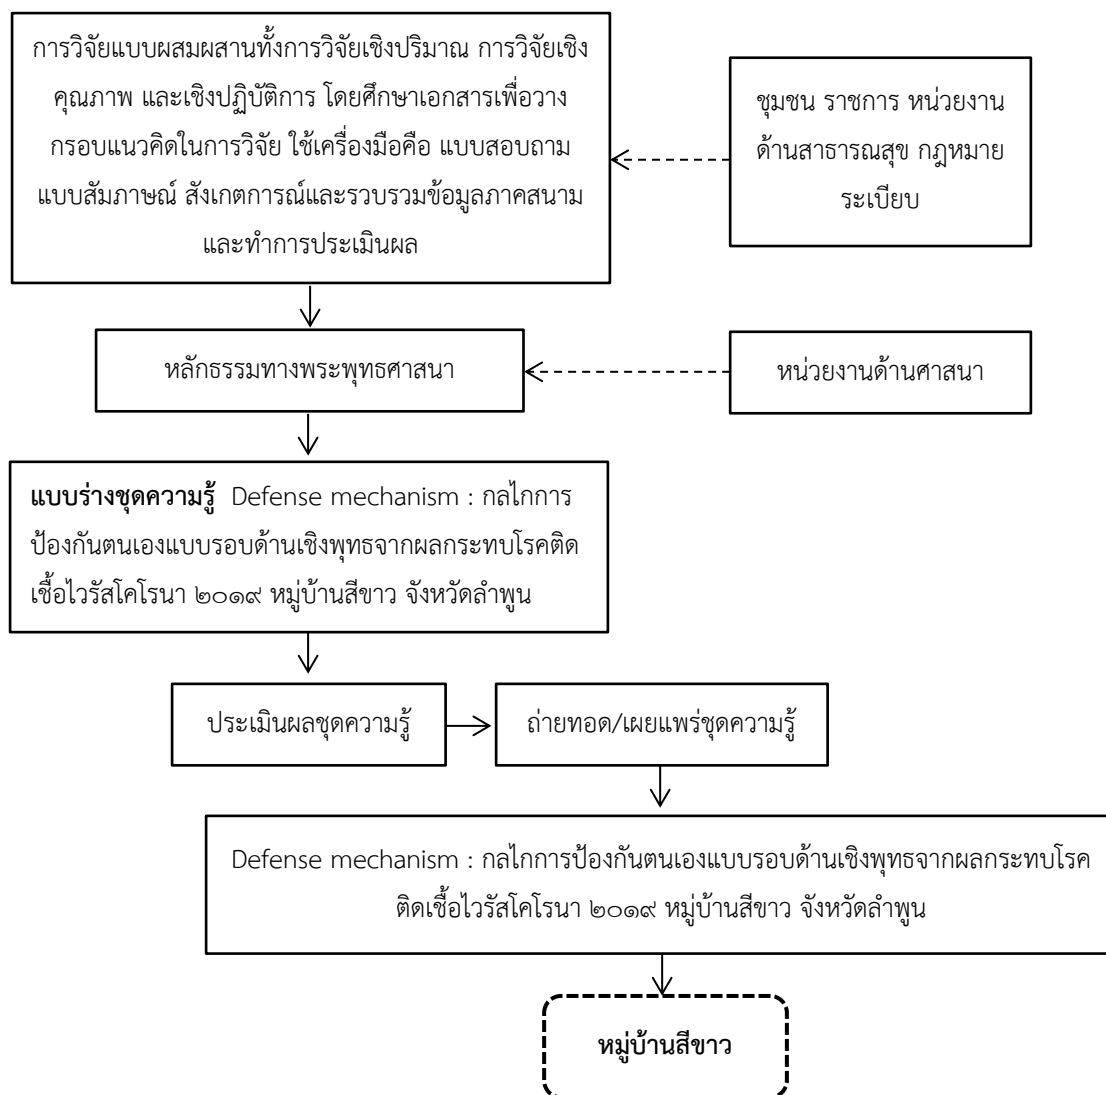 การวิจัยแบบผสมผสานทั้งการวิจัยเชิงปริมาณ การวิจัยเชิง
คุณภาพ และเชิงปฏิบัติการ โดยศึกษาเอกสารเพื่อวาง
กรอบแนวคิดในการวิจัย ใช้เครื่องมือคือ แบบสอบถาม
แบบสัมภาษณ์ สังเกตการณ์และรวบรวมข้อมูลภาคสนาม
และทำการประเมินผล
ชุมชน ราชการ หน่วยงาน
ด้านสาธารณสุข กฎหมาย
ระเบียบ
หลักธรรมทางพระพุทธศาสนา
หน่วยงานด้านศาสนา
แบบร่างชุดความรู้ Defense mechanism : กลไกการ
ป้องกันตนเองแบบรอบด้านเชิงพุทธจากผลกระทบโรคติด
เชื้อไวรัสโคโรนา ๒๐๑๙ หมู่บ้านสีขาว จังหวัดลำพูน
ประเมินผลชุดความรู้
ถ่ายทอด/เผยแพร่ชุดความรู้
Defense mechanism : กลไกการป้องกันตนเองแบบรอบด้านเชิงพุทธจากผลกระทบโรค
ติดเชื้อไวรัสโคโรนา ๒๐๑๙ หมู่บ้านสีขาว จังหวัดลำพูน
หมู่บ้านสีขาว